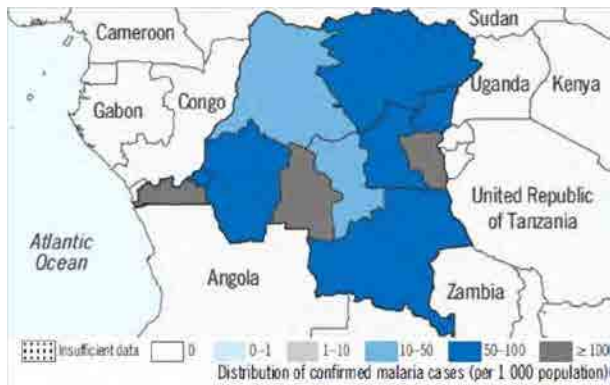 Cameroon
Sudan
Gabon
Congo
Uganda
Kenya
United Republic
of Tanzania
Atlantic
Ocean
Angola
Zambia
Insufficient data 0 0–1 1–10 10–50 50–100 ≥ 100
Distribution of confirmed malaria cases (per 1 000 population)